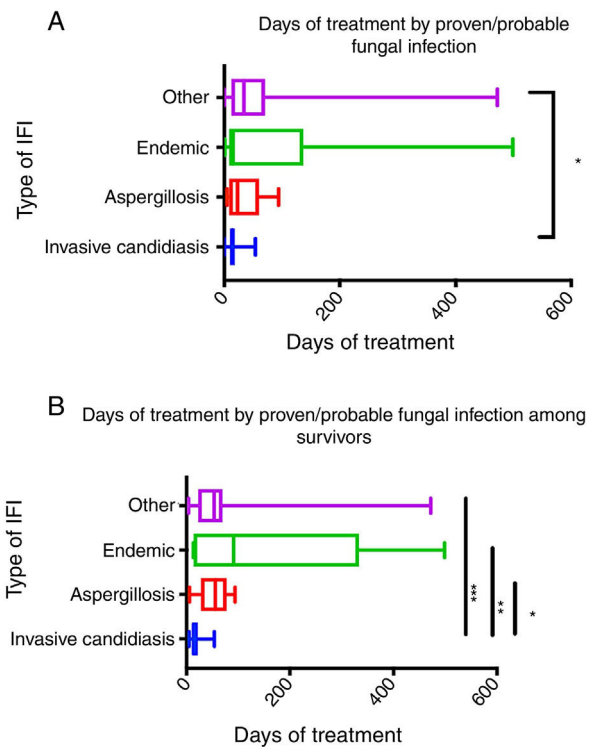 A
Days of treatment by proven/probable
fungal infection
Type of IFI
Other
Endemic
Aspergillosis
Invasive candidiasis
*
0
200
400
600
Days of treatment
B
Days of treatment by proven/probable fungal infection among
survivors
Type of IFI
Other
Endemic
Aspergillosis
Invasive candidiasis
***
**
*
0
200
400
600
Days of treatment